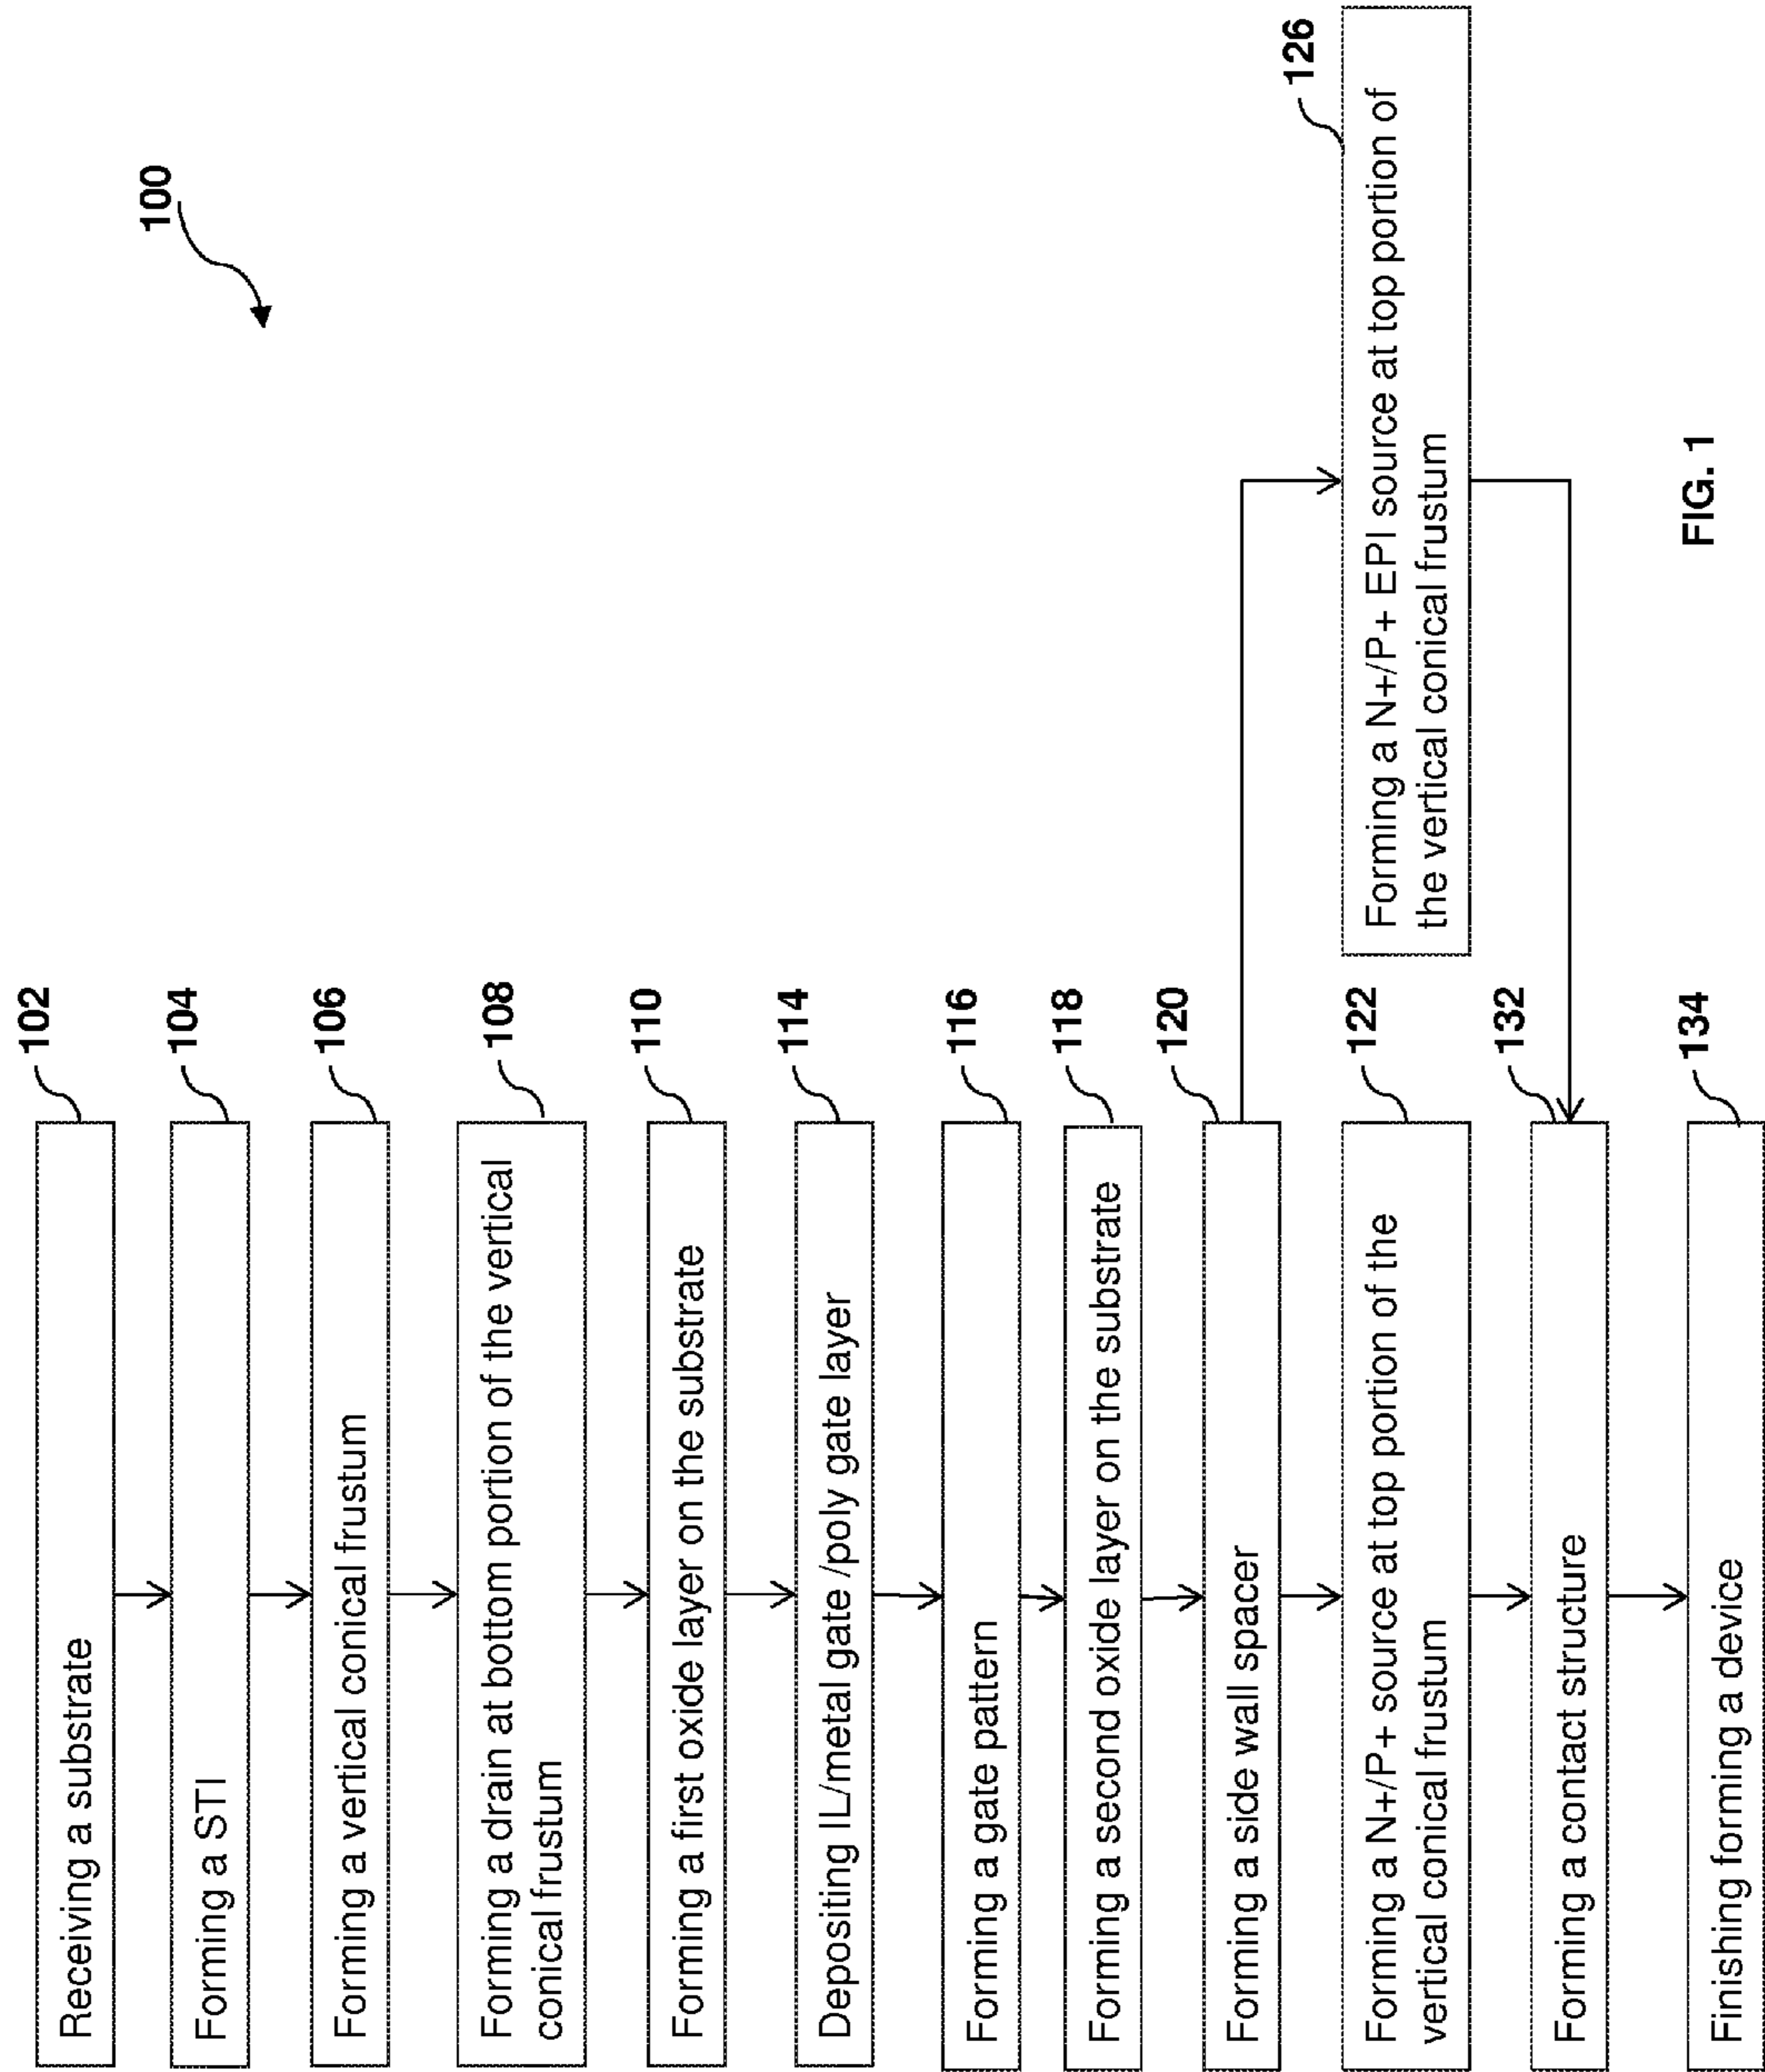 100
102
Receiving a substrate
104
Forming a STI
106
Forming a vertical conical frustum
108
Forming a drain at bottom portion of the vertical
conical frustum
110
Forming a first oxide layer on the substrate
114
Depositing IL/metal gate /poly gate layer
116
Forming a gate pattern
118
Forming a second oxide layer on the substrate
120
Forming a side wall spacer
122
Forming a N+/P+ source at top portion of the
vertical conical frustum
126
Forming a N+/P+ EPI source at top portion of
the vertical conical frustum
132
Forming a contact structure
134
Finishing forming a device
FIG. 1